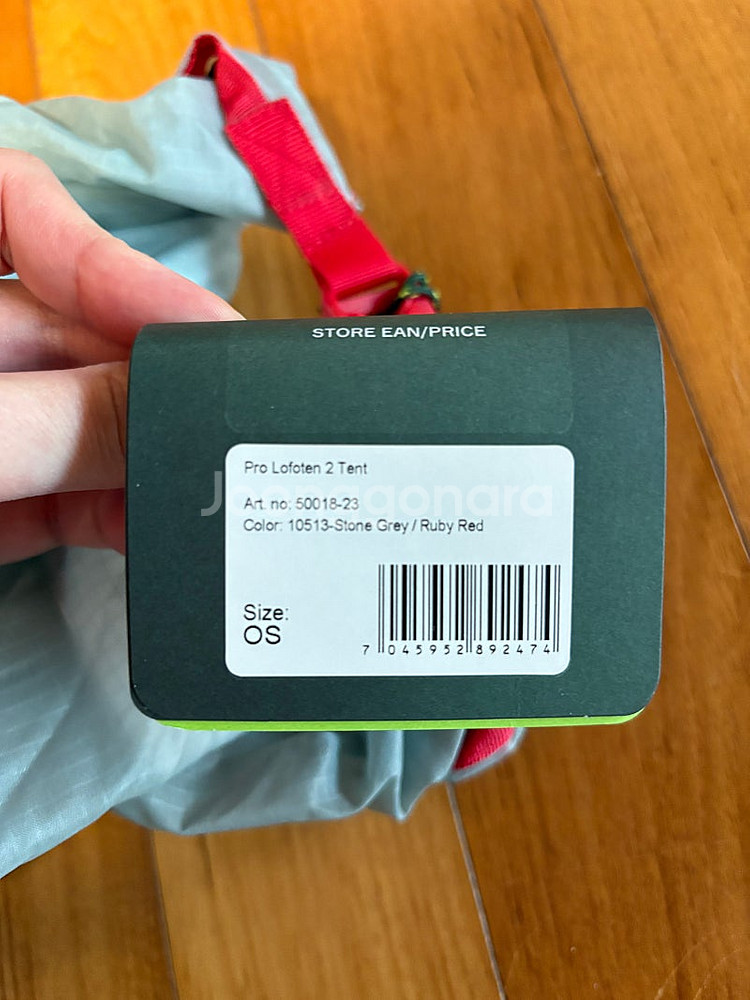 STORE EAN/PRICE
Pro Lofoten 2 Tent
Joonggonara
Art. no: 50018-23
Color: 10513-Stone Grey / Ruby Red
Size:
OS
7 045952 892474